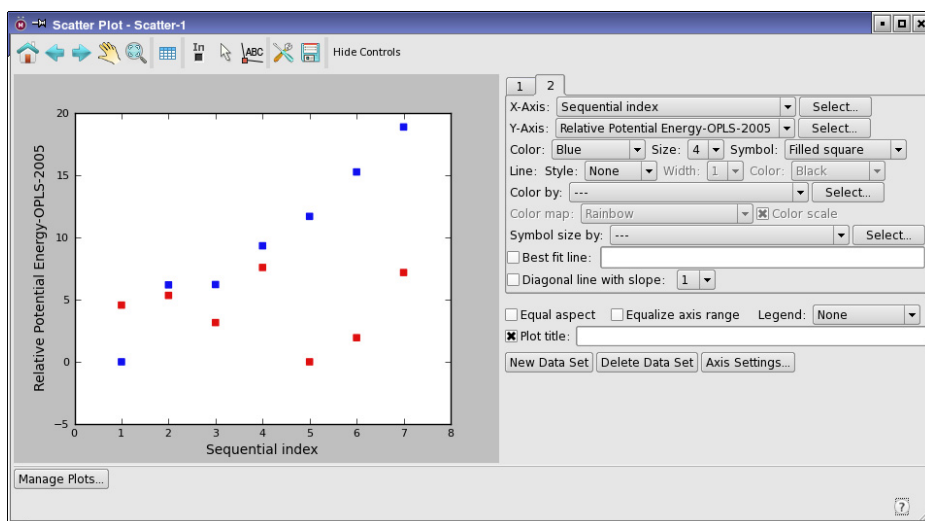 Scatter Plot - Scatter-1
In ABC Hide Controls
20
15
10
5
0
−5
0 1 2 3 4 5 6 7 8
Relative Potential Energy-OPLS-2005
Sequential index
1 2
X-Axis: Sequential index Select...
Y-Axis: Relative Potential Energy-OPLS-2005 Select...
Color: Blue Size: 4 Symbol: Filled square
Line: Style: None Width: 1 Color: Black
Color by: --- Select...
Color map: Rainbow Color scale
Symbol size by: --- Select...
Best fit line:
Diagonal line with slope: 1
Equal aspect Equalize axis range Legend: None
Plot title:
New Data Set Delete Data Set Axis Settings...
Manage Plots...
?